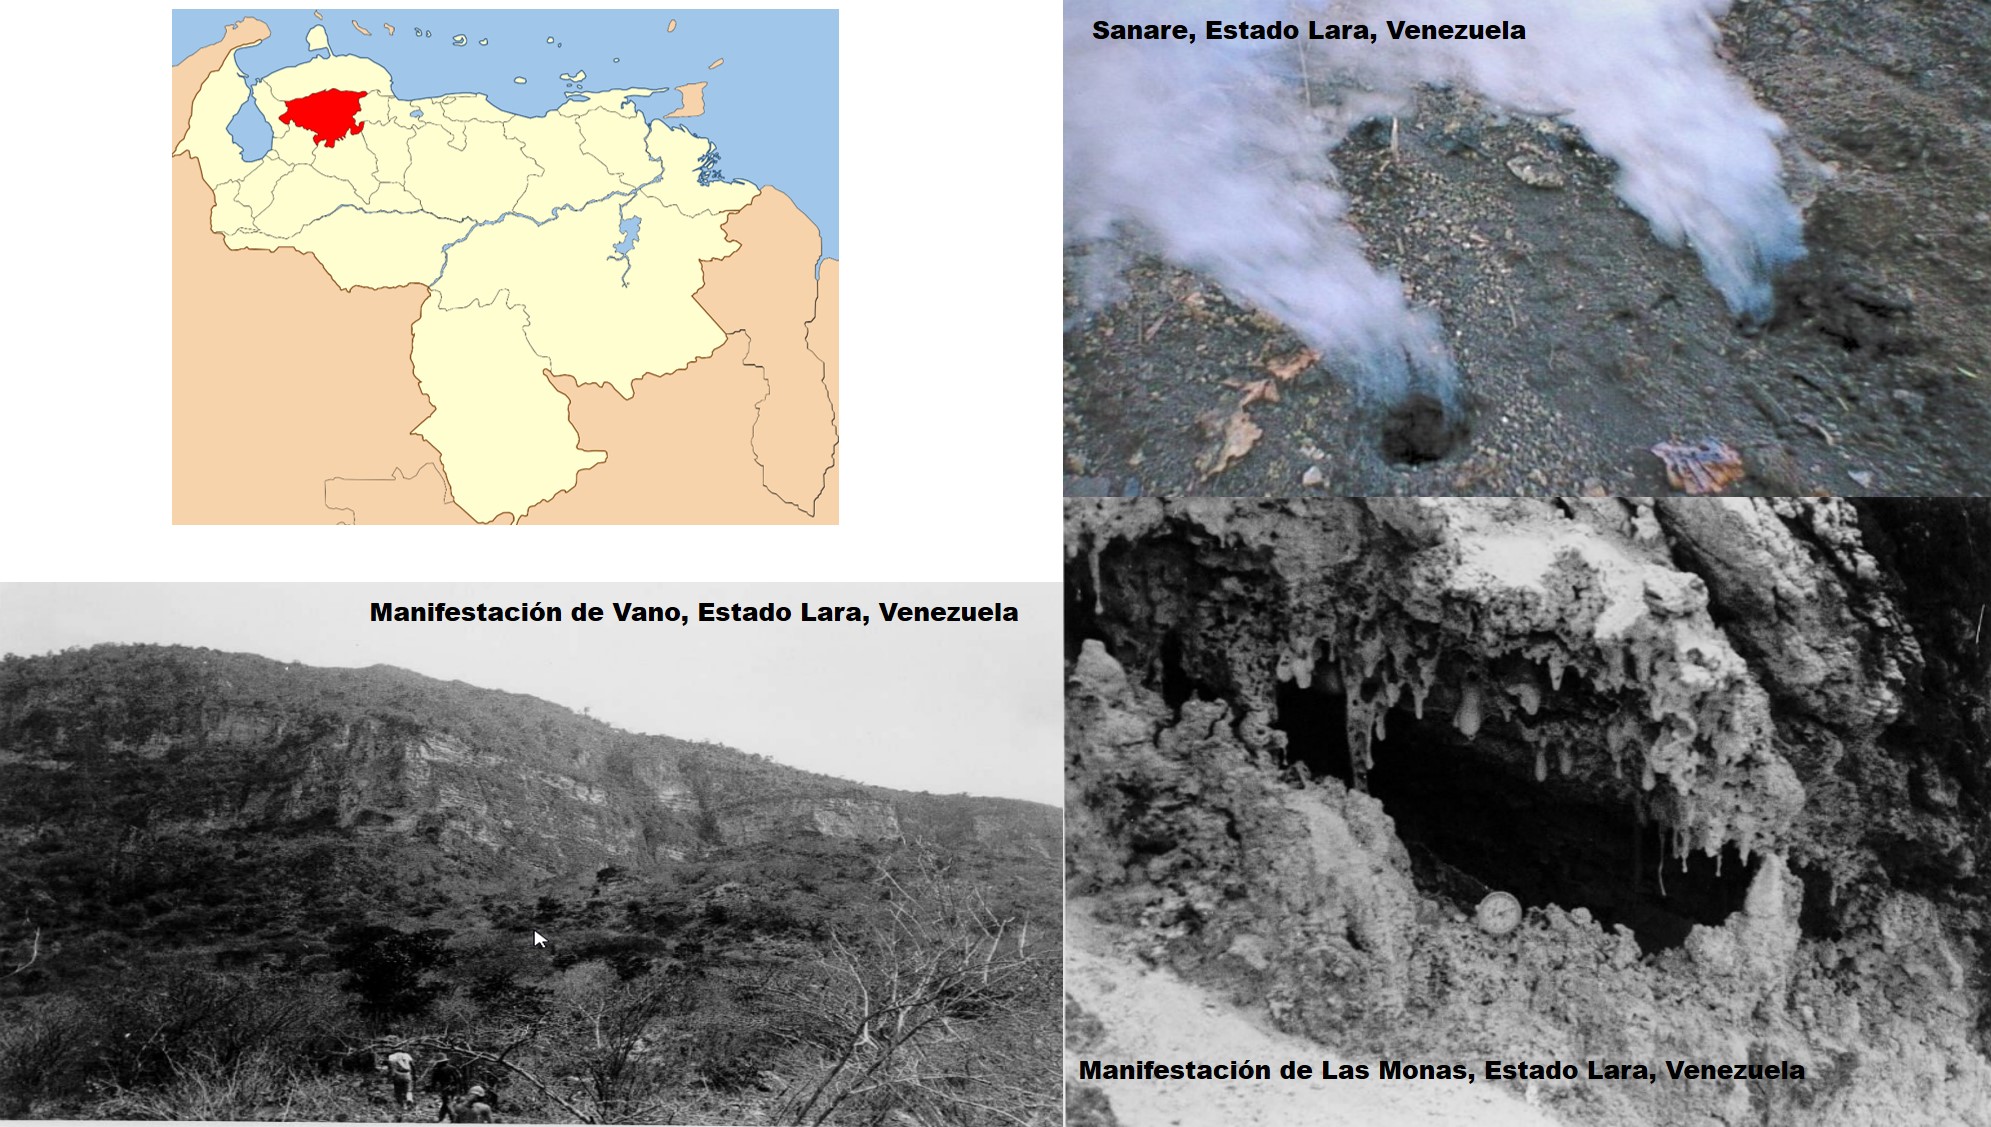 Sanare, Estado Lara, Venezuela
Manifestación de Vano, Estado Lara, Venezuela
Manifestación de Las Monas, Estado Lara, Venezuela